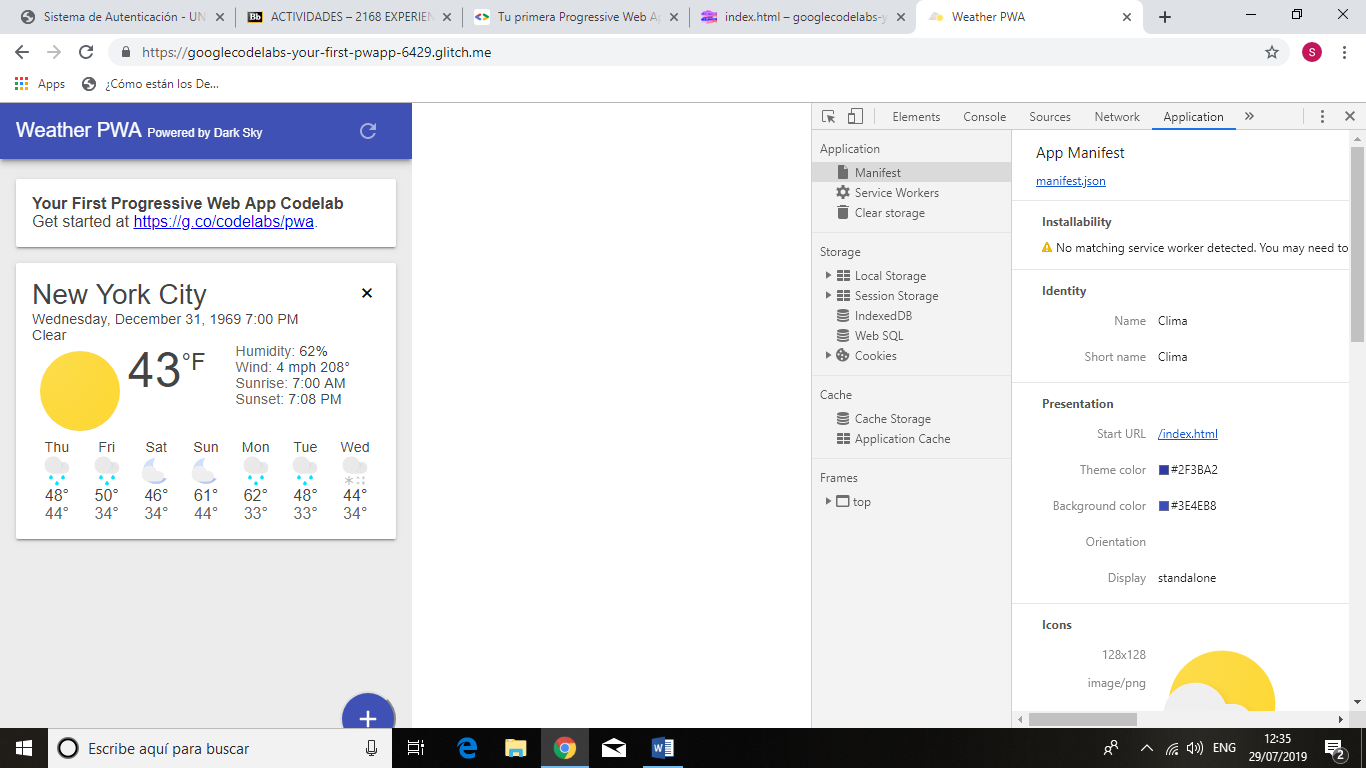 Sistema de Autenticación - UN
ACTIVIDADES – 2168 EXPERIEN
Tu primera Progressive Web Ap
index.html – googlecodelabs-y
Weather PWA
https://googlecodelabs-your-first-pwapp-6429.glitch.me
S
Apps
¿Cómo están los De...
Weather PWA Powered by Dark Sky
Your First Progressive Web App Codelab
Get started at https://g.co/codelabs/pwa.
New York City
Wednesday, December 31, 1969 7:00 PM
Clear
43°F
Humidity: 62%
Wind: 4 mph 208°
Sunrise: 7:00 AM
Sunset: 7:08 PM
Thu Fri Sat Sun Mon Tue Wed
48° 50° 46° 61° 62° 48° 44°
44° 34° 34° 44° 33° 33° 34°
+
Elements Console Sources Network Application »
Application
Manifest
Service Workers
Clear storage
Storage
Local Storage
Session Storage
IndexedDB
Web SQL
Cookies
Cache
Cache Storage
Application Cache
Frames
top
App Manifest
manifest.json
Installability
No matching service worker detected. You may need to
Identity
Name Clima
Short name Clima
Presentation
Start URL /index.html
Theme color #2F3BA2
Background color #3E4EB8
Orientation
Display standalone
Icons
128x128
image/png
Escribe aquí para buscar
ENG
12:35
29/07/2019
2